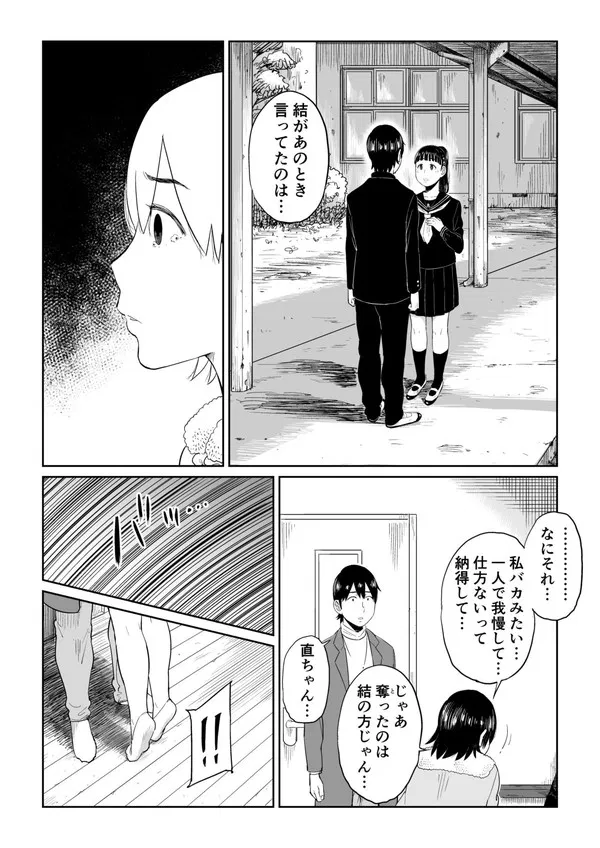 結があのとき
言ってたのは…
……………
なにそれ…
私バカみたい…
一人で我慢して…
仕方ないって
納得して…
じゃあ
奪ったのは
結の方じゃん…
直ちゃん…
ドッ…
!!